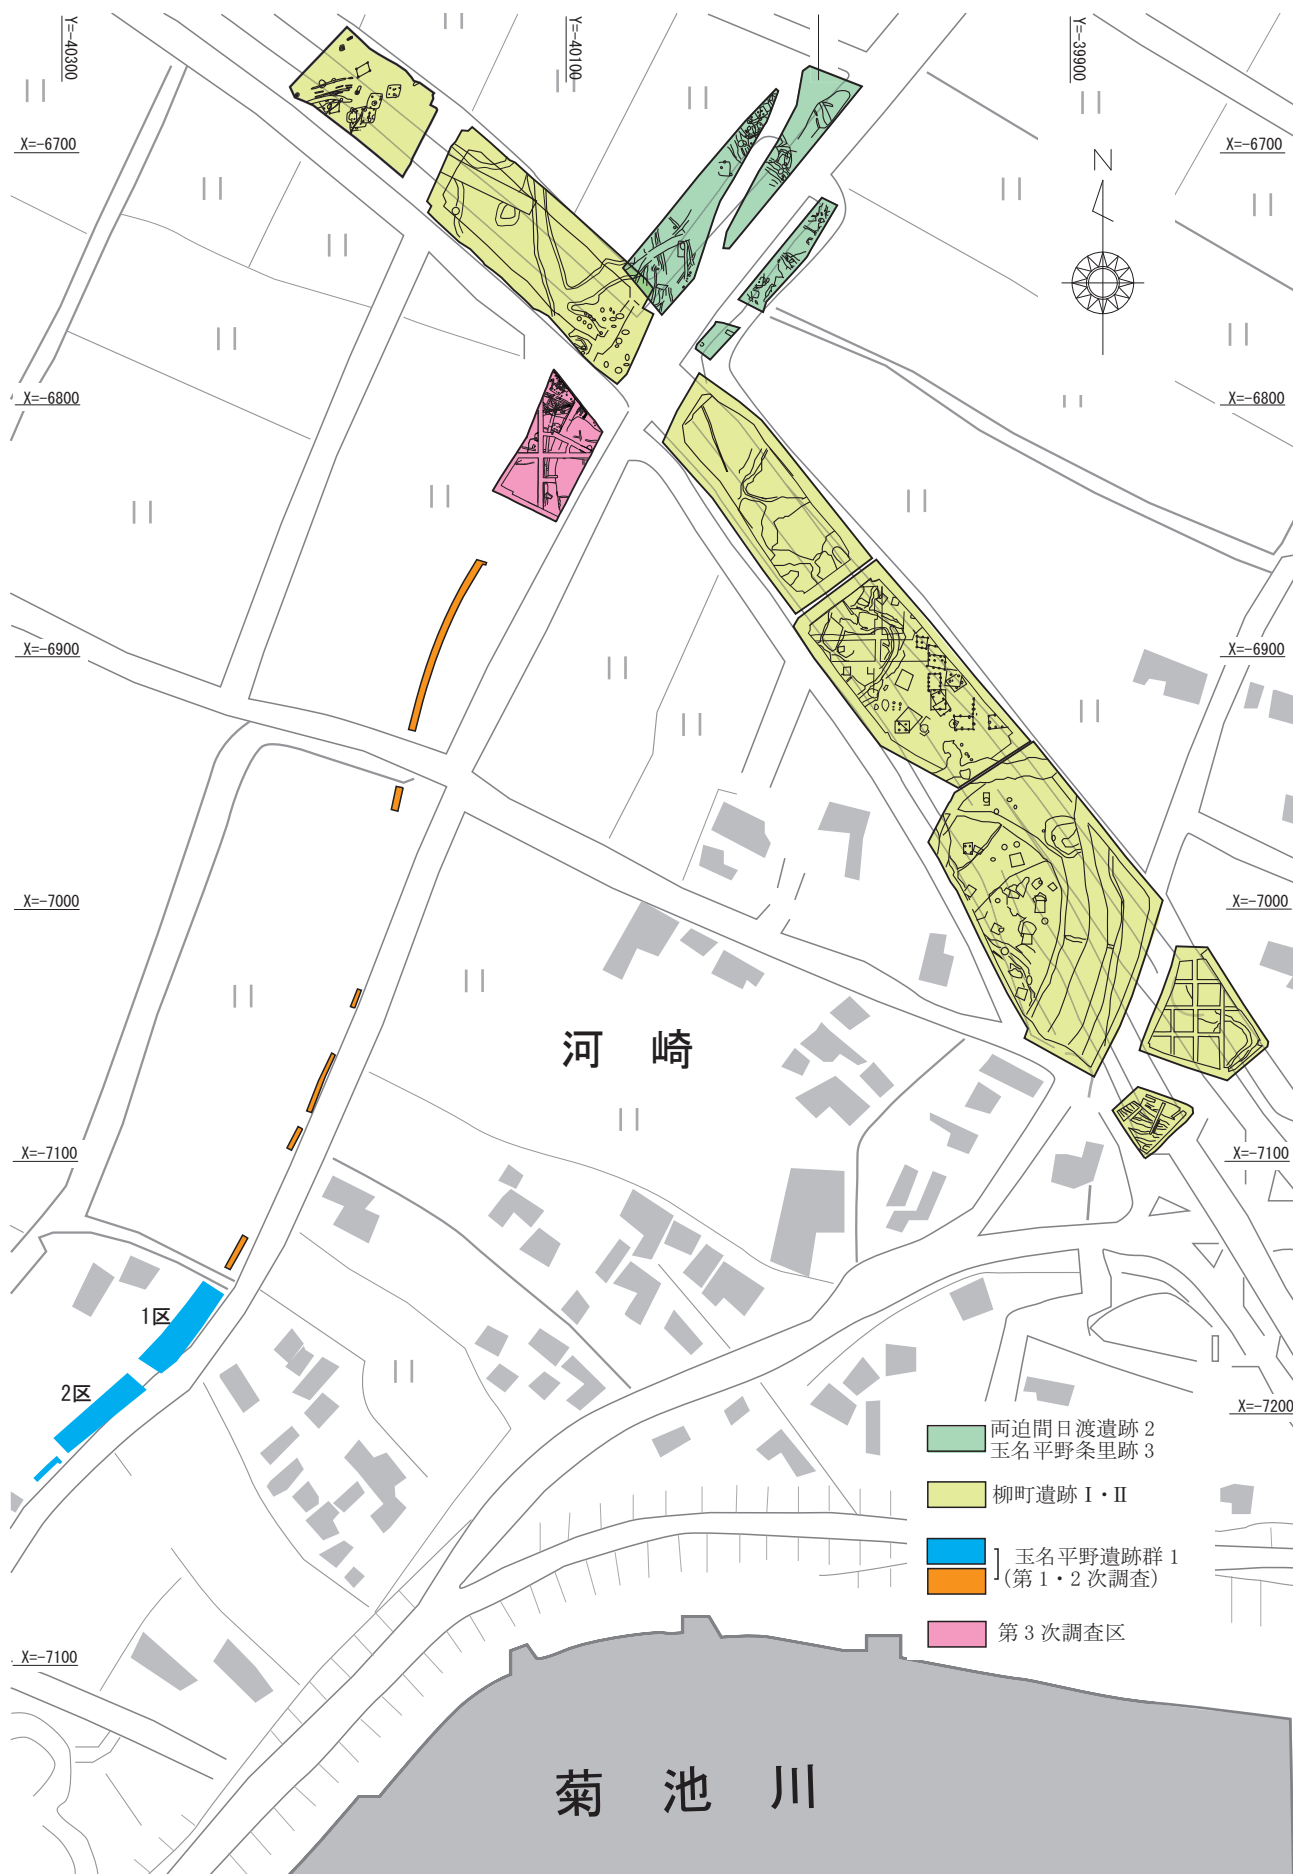 Y=-40300
Y=-40100
Y=-39900
X=-6700
X=-6700
N
X=-6800
X=-6800
X=-6900
X=-6900
X=-7000
X=-7000
河崎
X=-7100
X=-7100
1区
2区
X=-7200
両迫間日渡遺跡 2
玉名平野条里跡 3
柳町遺跡 I・II
玉名平野遺跡群 1
(第 1・2 次調査)
第 3 次調査区
X=-7100
菊池川